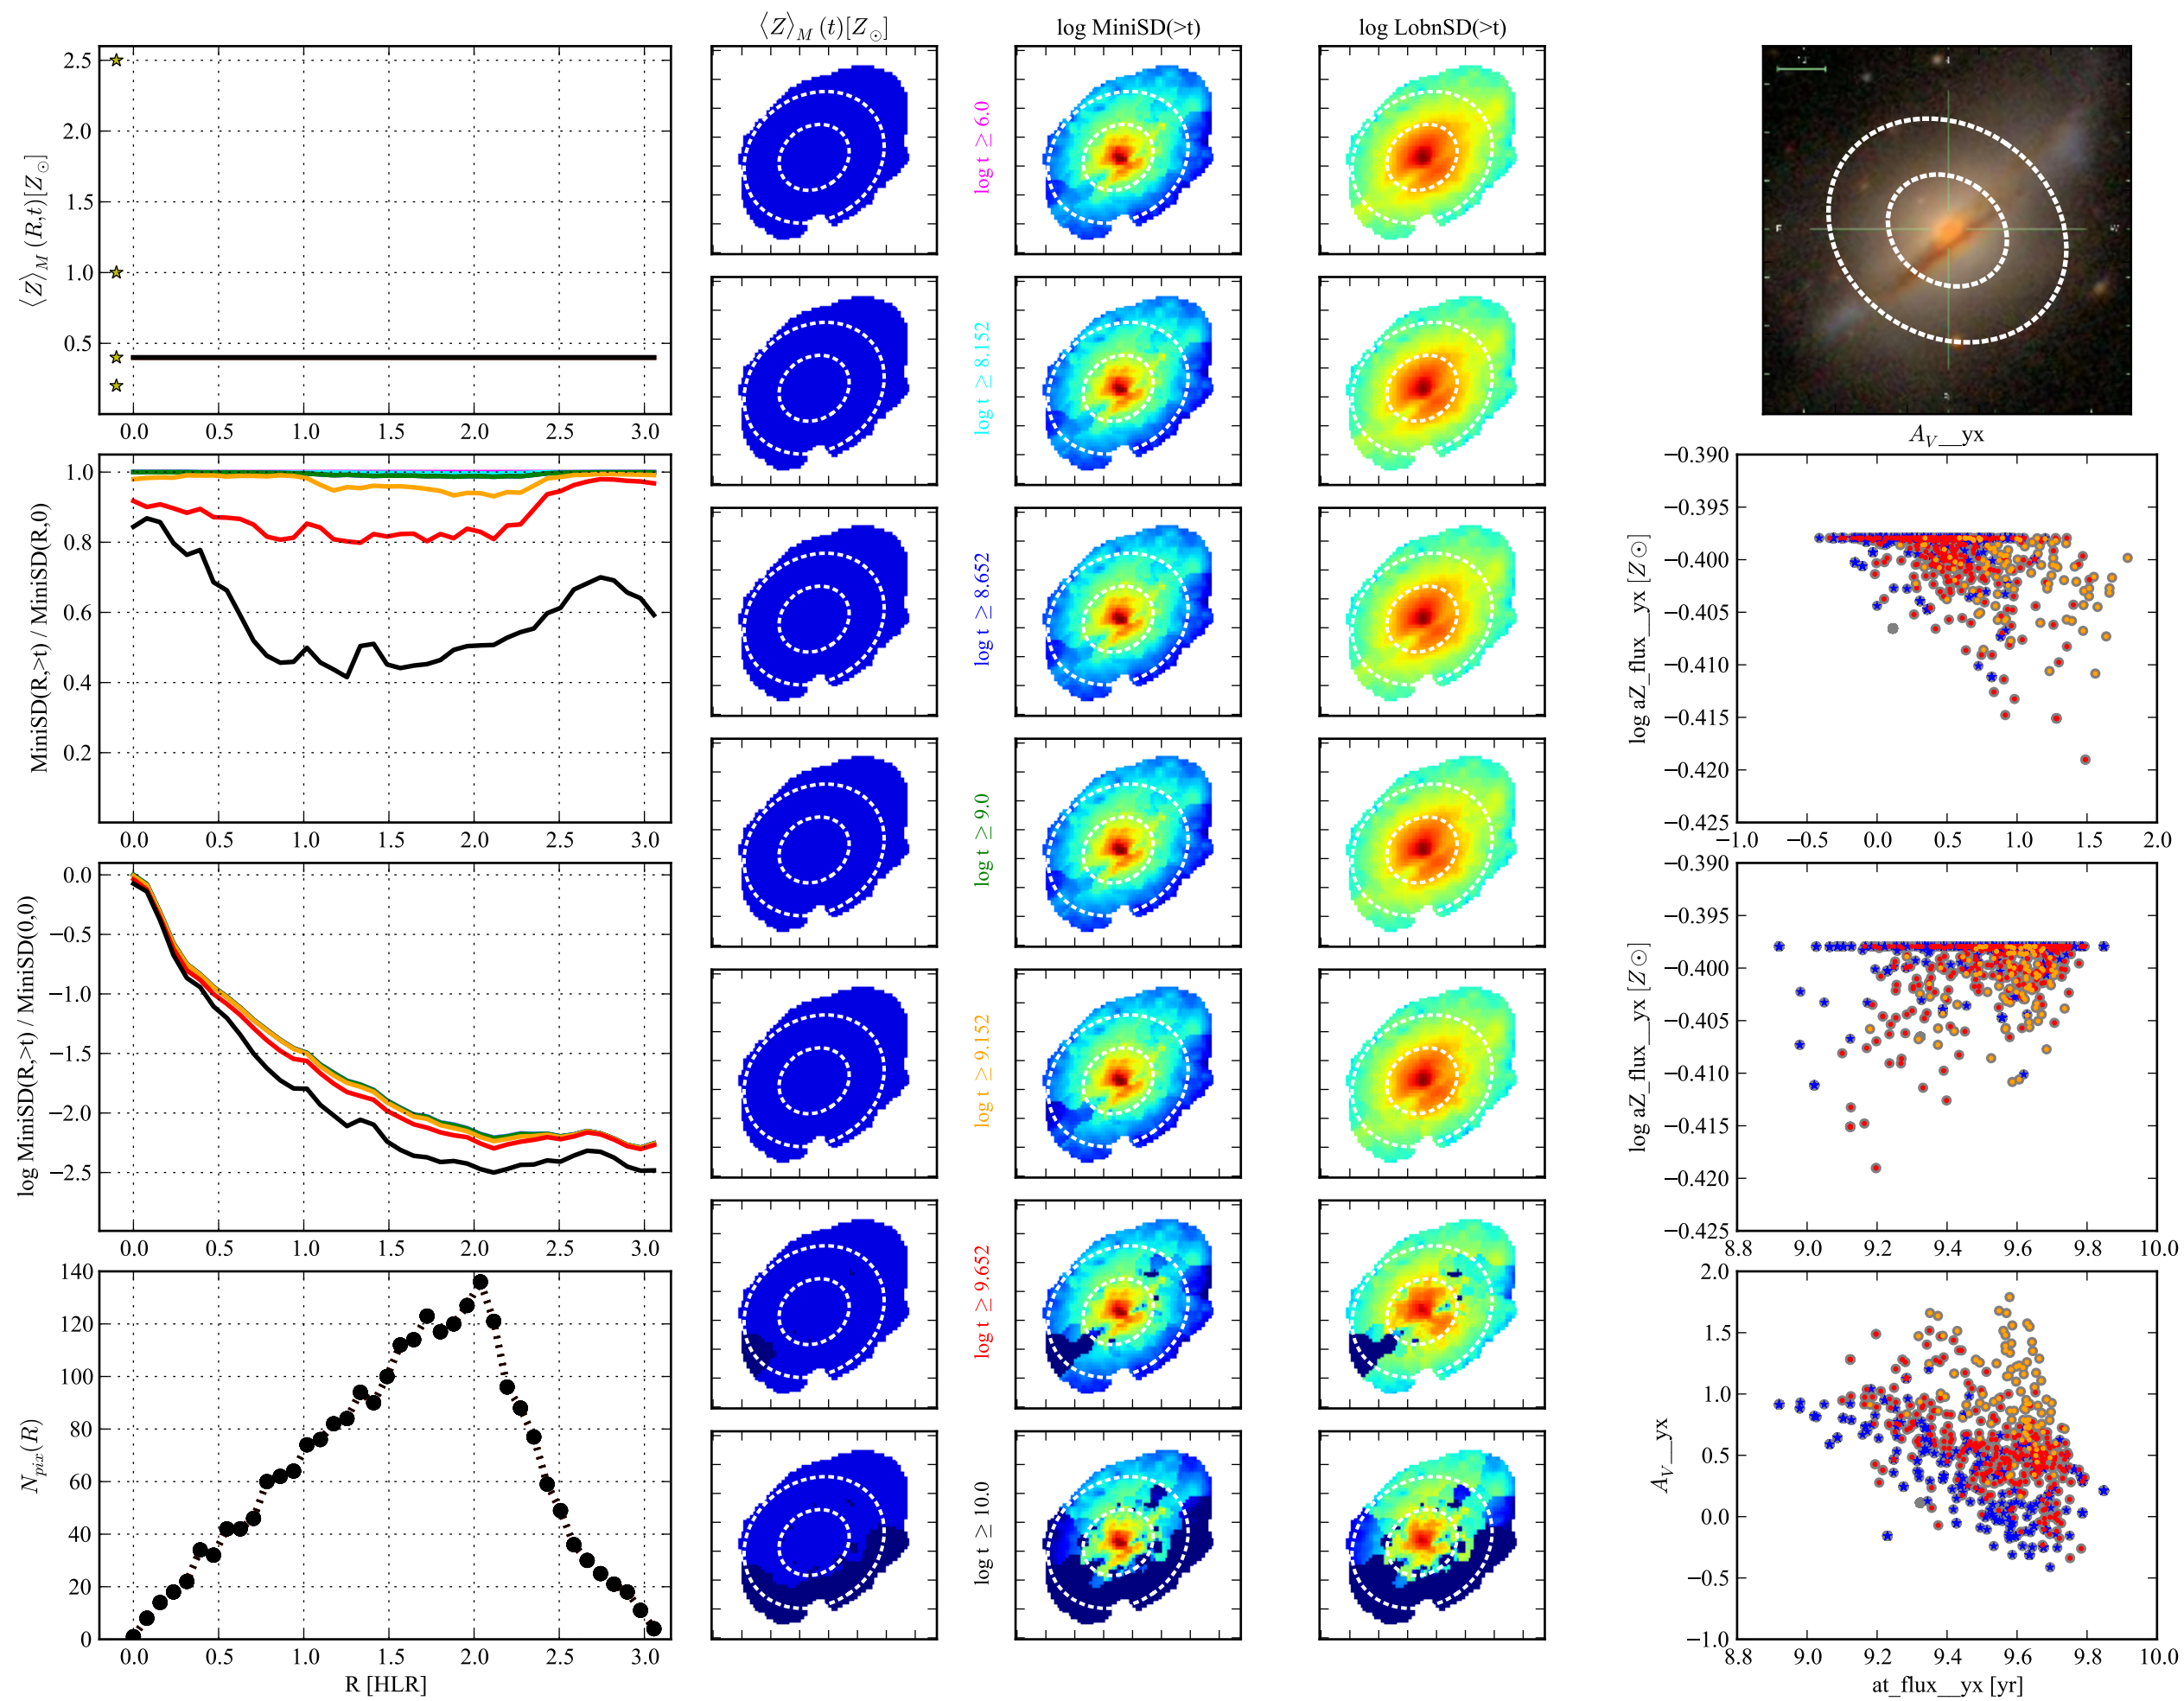 ⟨Z⟩_M (t)[Z_⊙]
log MiniSD(>t)
log LobnSD(>t)
⟨Z⟩_M (R,t)[Z_⊙]
2.5
2.0
1.5
1.0
0.5
0.0 0.5 1.0 1.5 2.0 2.5 3.0
MiniSD(R,>t) / MiniSD(R,0)
1.0
0.8
0.6
0.4
0.2
0.0 0.5 1.0 1.5 2.0 2.5 3.0
log MiniSD(R,>t) / MiniSD(0,0)
0.0
−0.5
−1.0
−1.5
−2.0
−2.5
0.0 0.5 1.0 1.5 2.0 2.5 3.0
N_pix(R)
140
120
100
80
60
40
20
0
0.0 0.5 1.0 1.5 2.0 2.5 3.0
R [HLR]
log t ≥ 6.0
log t ≥ 8.152
log t ≥ 8.652
log t ≥ 9.0
log t ≥ 9.152
log t ≥ 9.652
log t ≥ 10.0
A_V__yx
log aZ_flux__yx [Z⊙]
−0.390
−0.395
−0.400
−0.405
−0.410
−0.415
−0.420
−0.425
−1.0 −0.5 0.0 0.5 1.0 1.5 2.0
log aZ_flux__yx [Z⊙]
−0.390
−0.395
−0.400
−0.405
−0.410
−0.415
−0.420
−0.425
8.8 9.0 9.2 9.4 9.6 9.8 10.0
A_V__yx
2.0
1.5
1.0
0.5
0.0
−0.5
−1.0
8.8 9.0 9.2 9.4 9.6 9.8 10.0
at_flux__yx [yr]